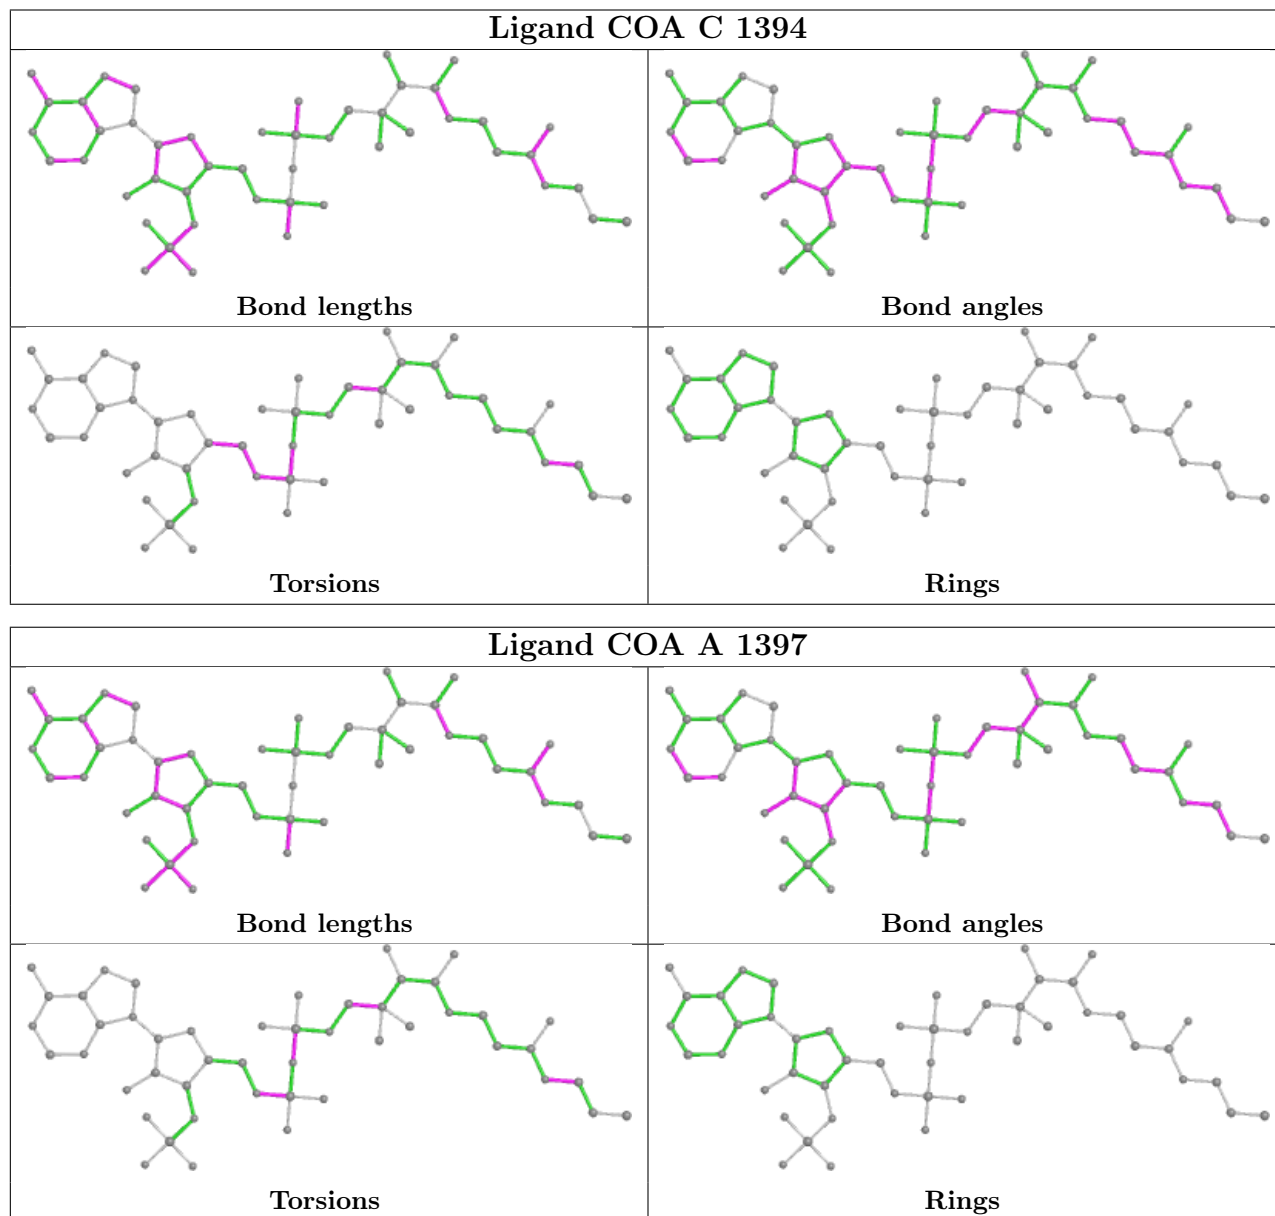 Ligand COA C 1394
Bond lengths
Bond angles
Torsions
Rings
Ligand COA A 1397
Bond lengths
Bond angles
Torsions
Rings